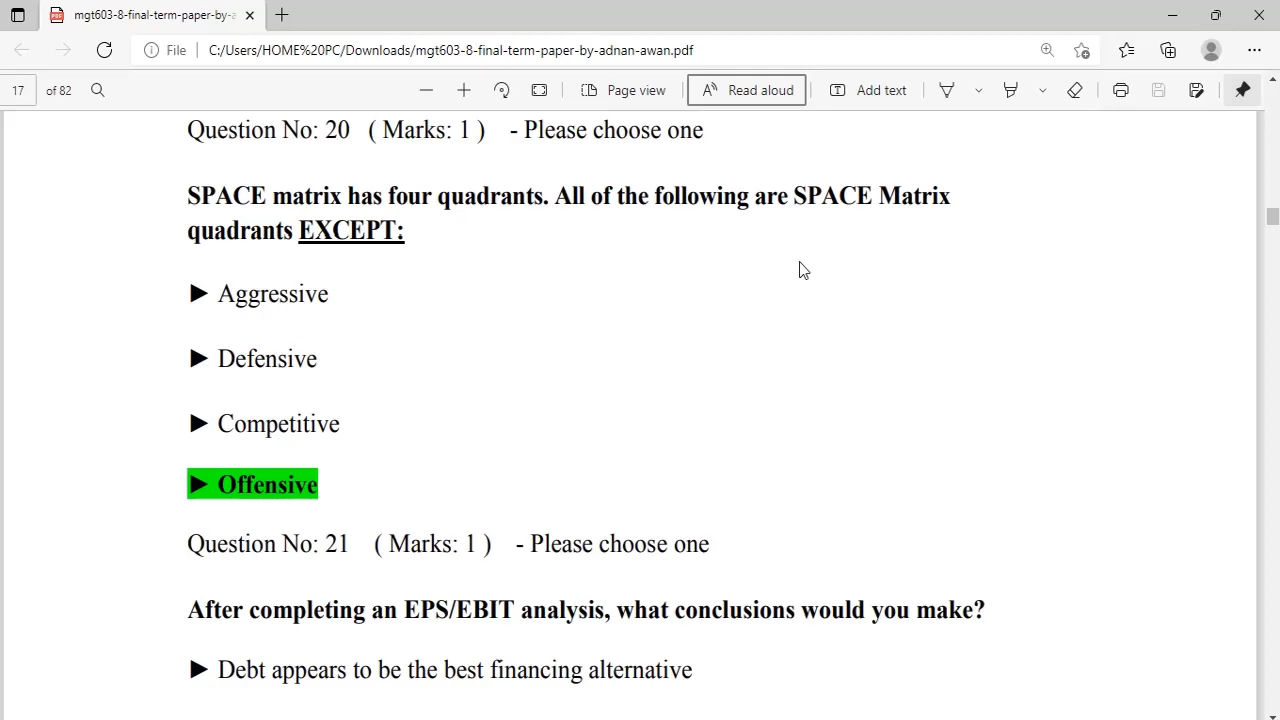 mgt603-8-final-term-paper-by-a
File
C:/Users/HOME%20PC/Downloads/mgt603-8-final-term-paper-by-adnan-awan.pdf
17 of 82
Page view
Read aloud
Add text
Question No: 20 ( Marks: 1 ) - Please choose one
SPACE matrix has four quadrants. All of the following are SPACE Matrix
quadrants EXCEPT:
► Aggressive
► Defensive
► Competitive
► Offensive
Question No: 21 ( Marks: 1 ) - Please choose one
After completing an EPS/EBIT analysis, what conclusions would you make?
► Debt appears to be the best financing alternative